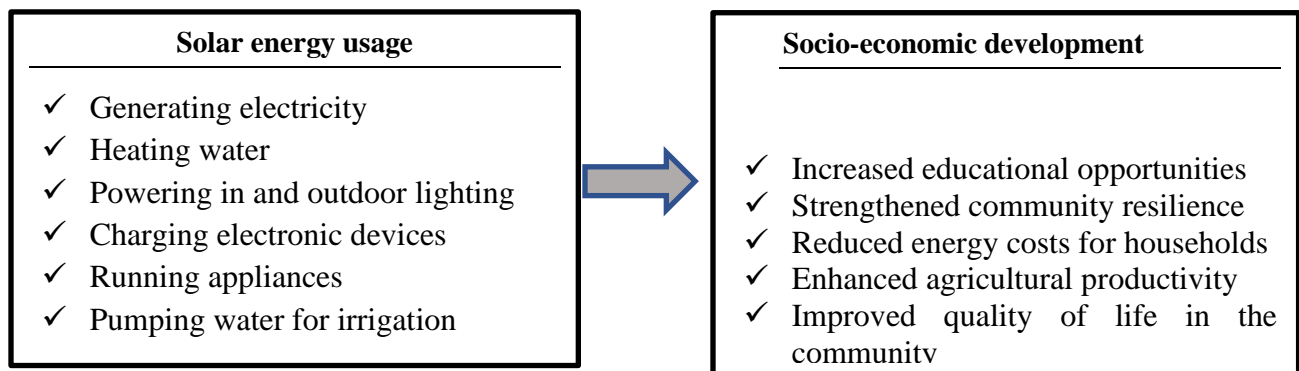 Solar energy usage
✓ Generating electricity
✓ Heating water
✓ Powering in and outdoor lighting
✓ Charging electronic devices
✓ Running appliances
✓ Pumping water for irrigation
Socio-economic development
✓ Increased educational opportunities
✓ Strengthened community resilience
✓ Reduced energy costs for households
✓ Enhanced agricultural productivity
✓ Improved quality of life in the
community